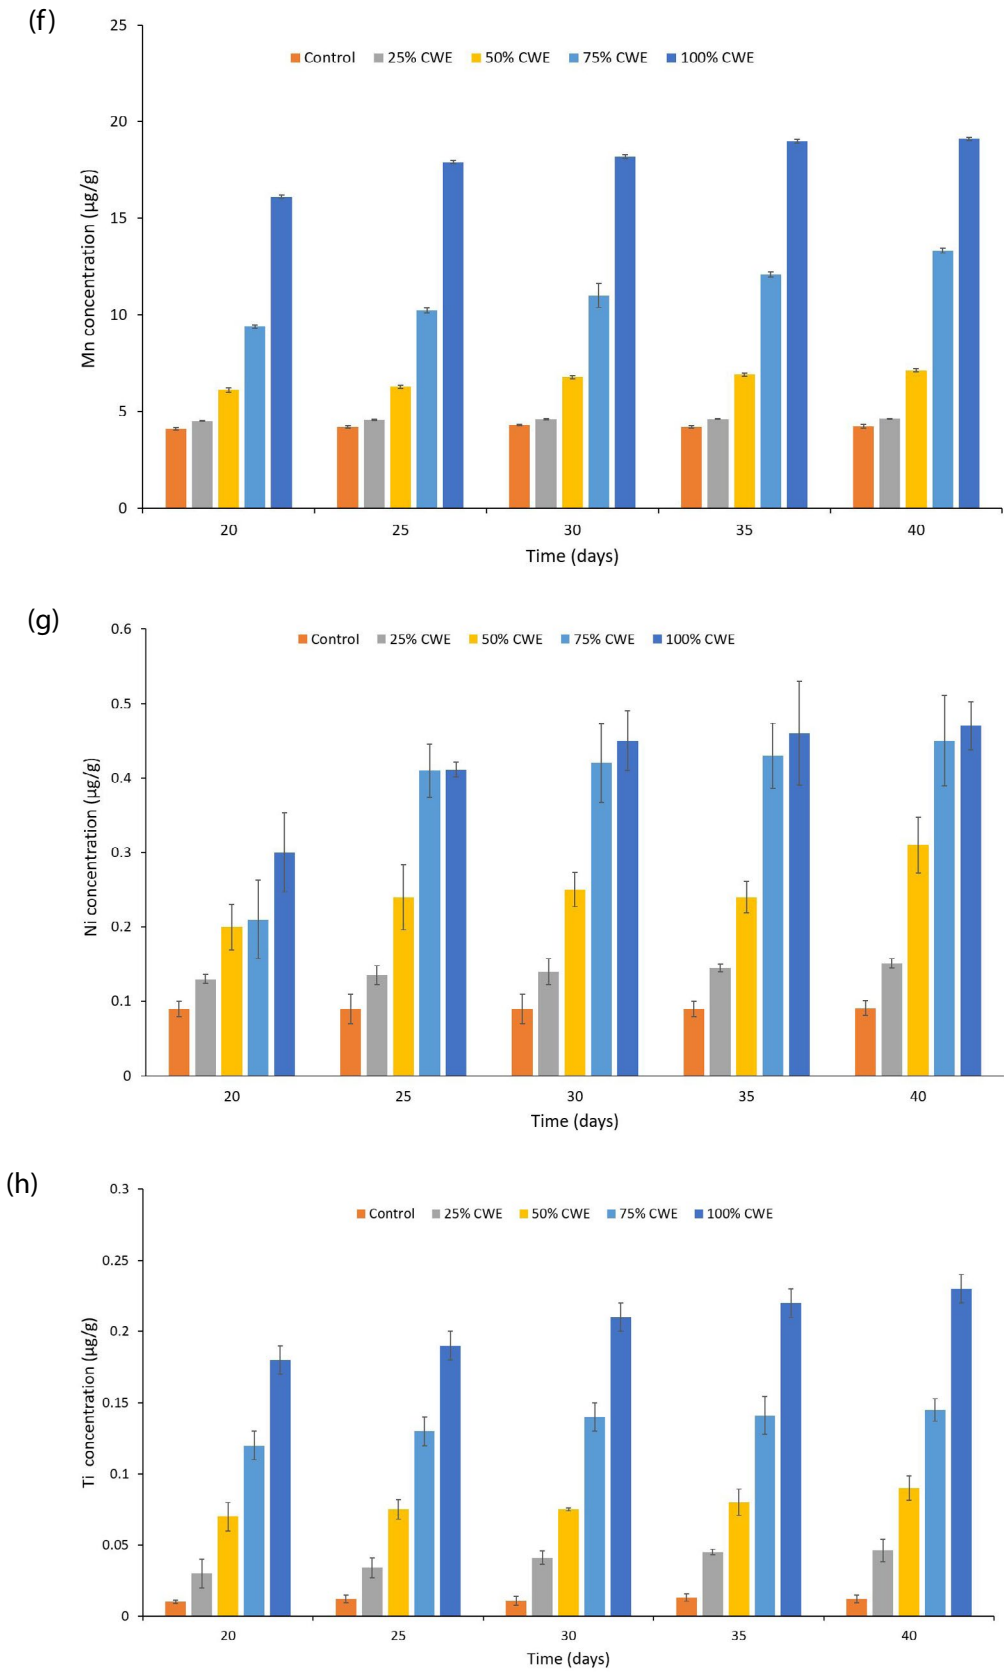 (f)
25
Control 25% CWE 50% CWE 75% CWE 100% CWE
20
15
10
5
0
Mn concentration (µg/g)
20 25 30 35 40
Time (days)
(g)
0.6
Control 25% CWE 50% CWE 75% CWE 100% CWE
0.5
0.4
0.3
0.2
0.1
0
Ni concentration (µg/g)
20 25 30 35 40
Time (days)
(h)
0.3
Control 25% CWE 50% CWE 75% CWE 100% CWE
0.25
0.2
0.15
0.1
0.05
0
Ti concentration (µg/g)
20 25 30 35 40
Time (days)